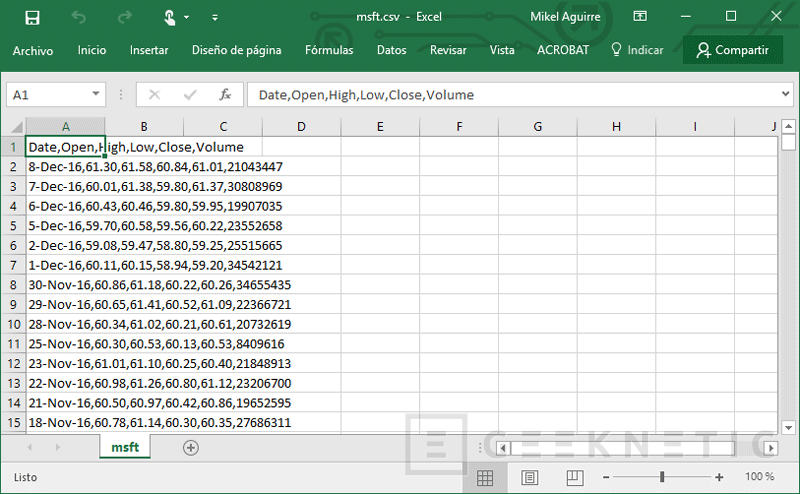 msft.csv - Excel Mikel Aguirre
Archivo Inicio Insertar Diseño de página Fórmulas Datos Revisar Vista ACROBAT Indicar Compartir
A1 fx Date,Open,High,Low,Close,Volume
A B C D E F G H I J
1 Date,Open,High,Low,Close,Volume
2 8-Dec-16,61.30,61.58,60.84,61.01,21043447
3 7-Dec-16,60.01,61.38,59.80,61.37,30808969
4 6-Dec-16,60.43,60.46,59.80,59.95,19907035
5 5-Dec-16,59.70,60.58,59.56,60.22,23552658
6 2-Dec-16,59.08,59.47,58.80,59.25,25515665
7 1-Dec-16,60.11,60.15,58.94,59.20,34542121
8 30-Nov-16,60.86,61.18,60.22,60.26,34655435
9 29-Nov-16,60.65,61.41,60.52,61.09,22366721
10 28-Nov-16,60.34,61.02,60.21,60.61,20732619
11 25-Nov-16,60.30,60.53,60.13,60.53,8409616
12 23-Nov-16,61.01,61.10,60.25,60.40,21848913
13 22-Nov-16,60.98,61.26,60.80,61.12,23206700
14 21-Nov-16,60.50,60.97,60.42,60.86,19652595
15 18-Nov-16,60.78,61.14,60.30,60.35,27686311
msft
GEEKNETIC
Listo 100 %